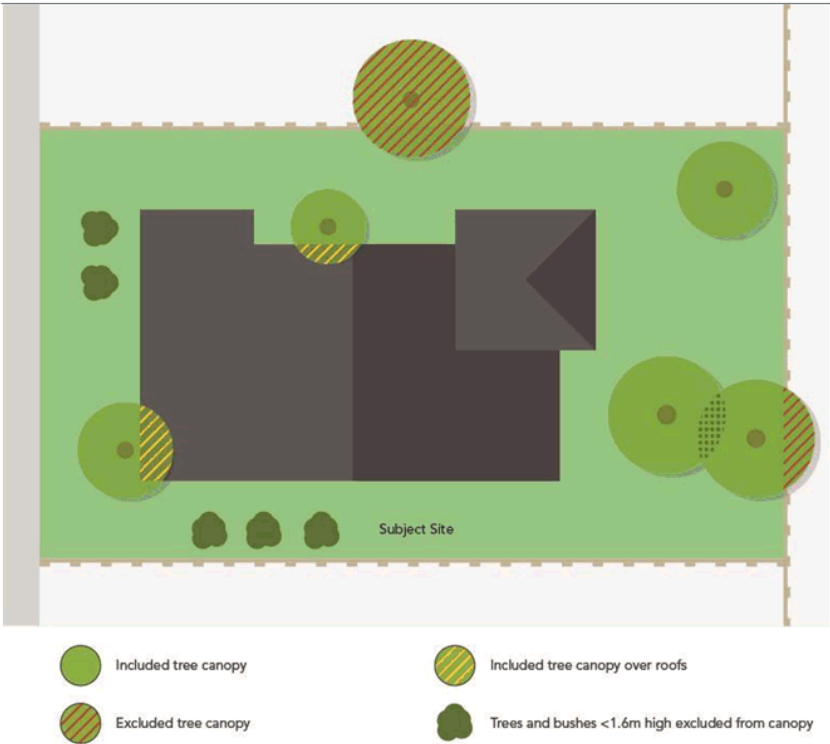 Subject Site
Included tree canopy
Included tree canopy over roofs
Excluded tree canopy
Trees and bushes <1.6m high excluded from canopy